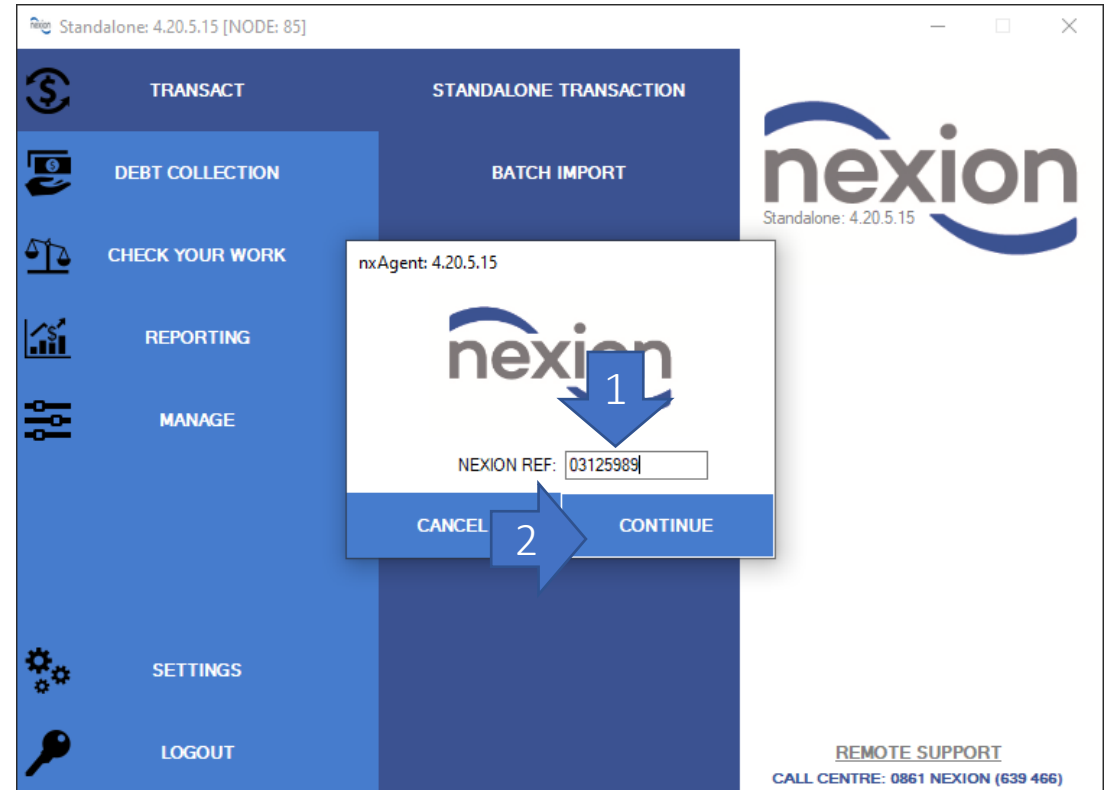 Standalone: 4.20.5.15 [NODE: 85]
TRANSACT
DEBT COLLECTION
CHECK YOUR WORK
REPORTING
MANAGE
SETTINGS
LOGOUT
STANDALONE TRANSACTION
BATCH IMPORT
nexion
Standalone: 4.20.5.15
nxAgent: 4.20.5.15
nexion
1
NEXION REF: 03125989
CANCEL
2
CONTINUE
REMOTE SUPPORT
CALL CENTRE: 0861 NEXION (639 466)